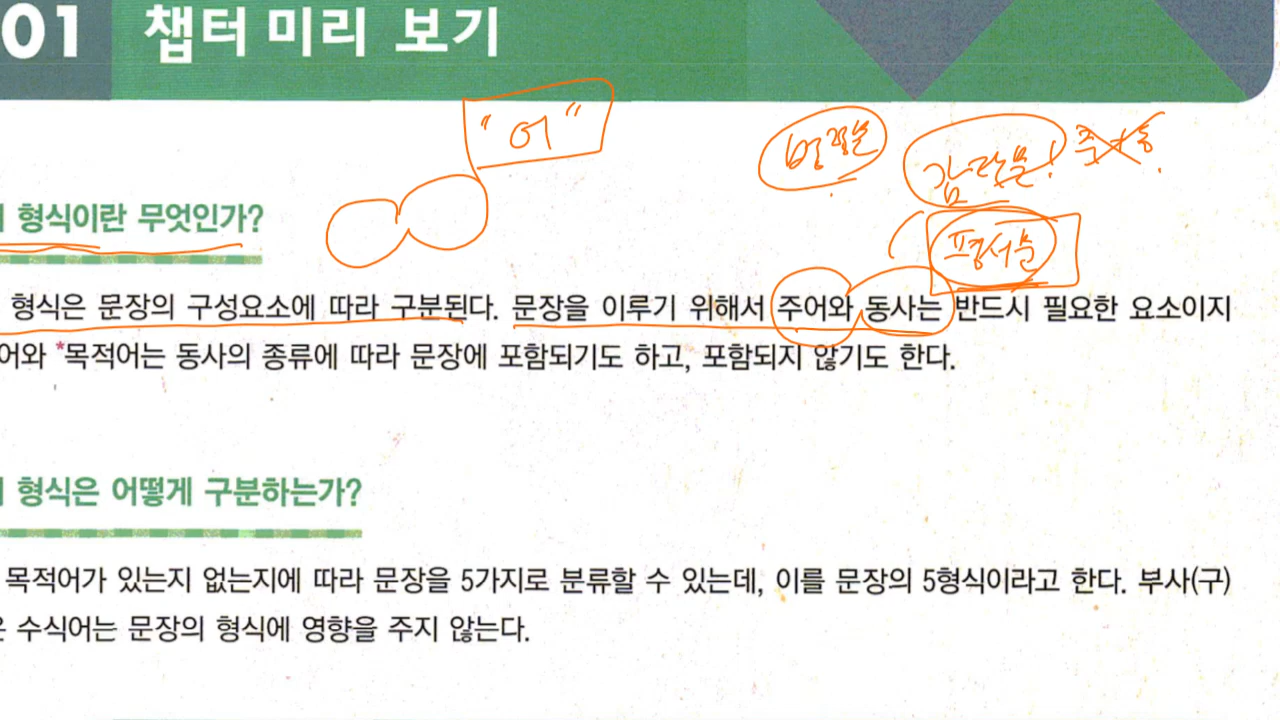 01 챕터 미리 보기
"어"
명령문
감탄문!
주+동
평서문
형식이란 무엇인가?
형식은 문장의 구성요소에 따라 구분된다. 문장을 이루기 위해서 주어와 동사는 반드시 필요한 요소이지
어와 *목적어는 동사의 종류에 따라 문장에 포함되기도 하고, 포함되지 않기도 한다.
형식은 어떻게 구분하는가?
목적어가 있는지 없는지에 따라 문장을 5가지로 분류할 수 있는데, 이를 문장의 5형식이라고 한다. 부사(구)
은 수식어는 문장의 형식에 영향을 주지 않는다.